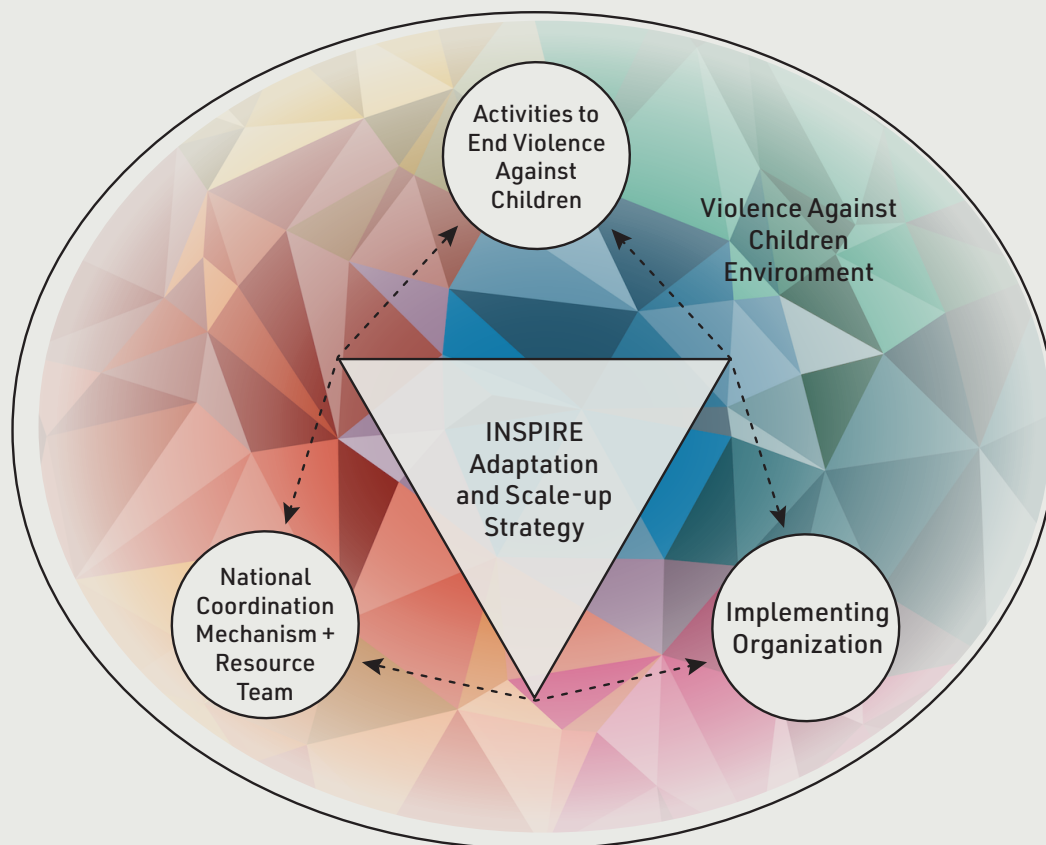 Activities to
End Violence
Against
Children
Violence Against
Children
Environment
INSPIRE
Adaptation
and Scale-up
Strategy
National
Coordination
Mechanism +
Resource
Team
Implementing
Organization